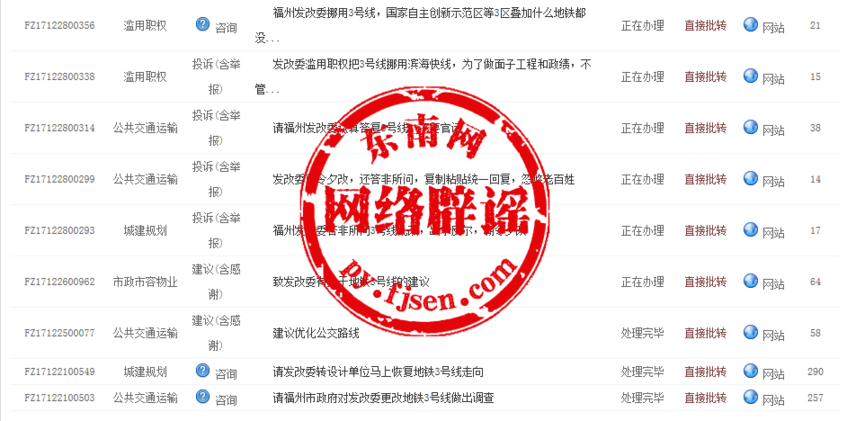 FZ17122800356 滥用职权 咨询 福州发改委挪用3号线，国家自主创新示范区等3区叠加什么地铁都 正在办理 直接批转 网站 21
没...
FZ17122800338 滥用职权 投诉(含举报) 发改委滥用职权把3号线挪用滨海快线，为了做面子工程和政绩，不 正在办理 直接批转 网站 15
管...
FZ17122800314 公共交通运输 投诉(含举报) 请福州发改委 答复 号线 官 正在办理 直接批转 网站 38
FZ17122800299 公共交通运输 投诉(含举报) 发改委 令夕改，还答非所问，复制粘贴统一回复，忽 老百姓 正在办理 直接批转 网站 14
FZ17122800293 城建规划 投诉(含举报) 福州发 答非所问3号线 正在办理 直接批转 网站 17
FZ17122600962 市政市容物业 建议(含感谢) 致发改委 于地铁3号线的建议 正在办理 直接批转 网站 64
FZ17122500077 公共交通运输 建议(含感谢) 建议优化公交路线 处理完毕 直接批转 网站 58
FZ17122100549 城建规划 咨询 请发改委转设计单位马上恢复地铁3号线走向 处理完毕 直接批转 网站 290
FZ17122100503 公共交通运输 咨询 请福州市政府对发改委更改地铁3号线做出调查 处理完毕 直接批转 网站 257
东南网
网络辟谣
py.fjsen.com